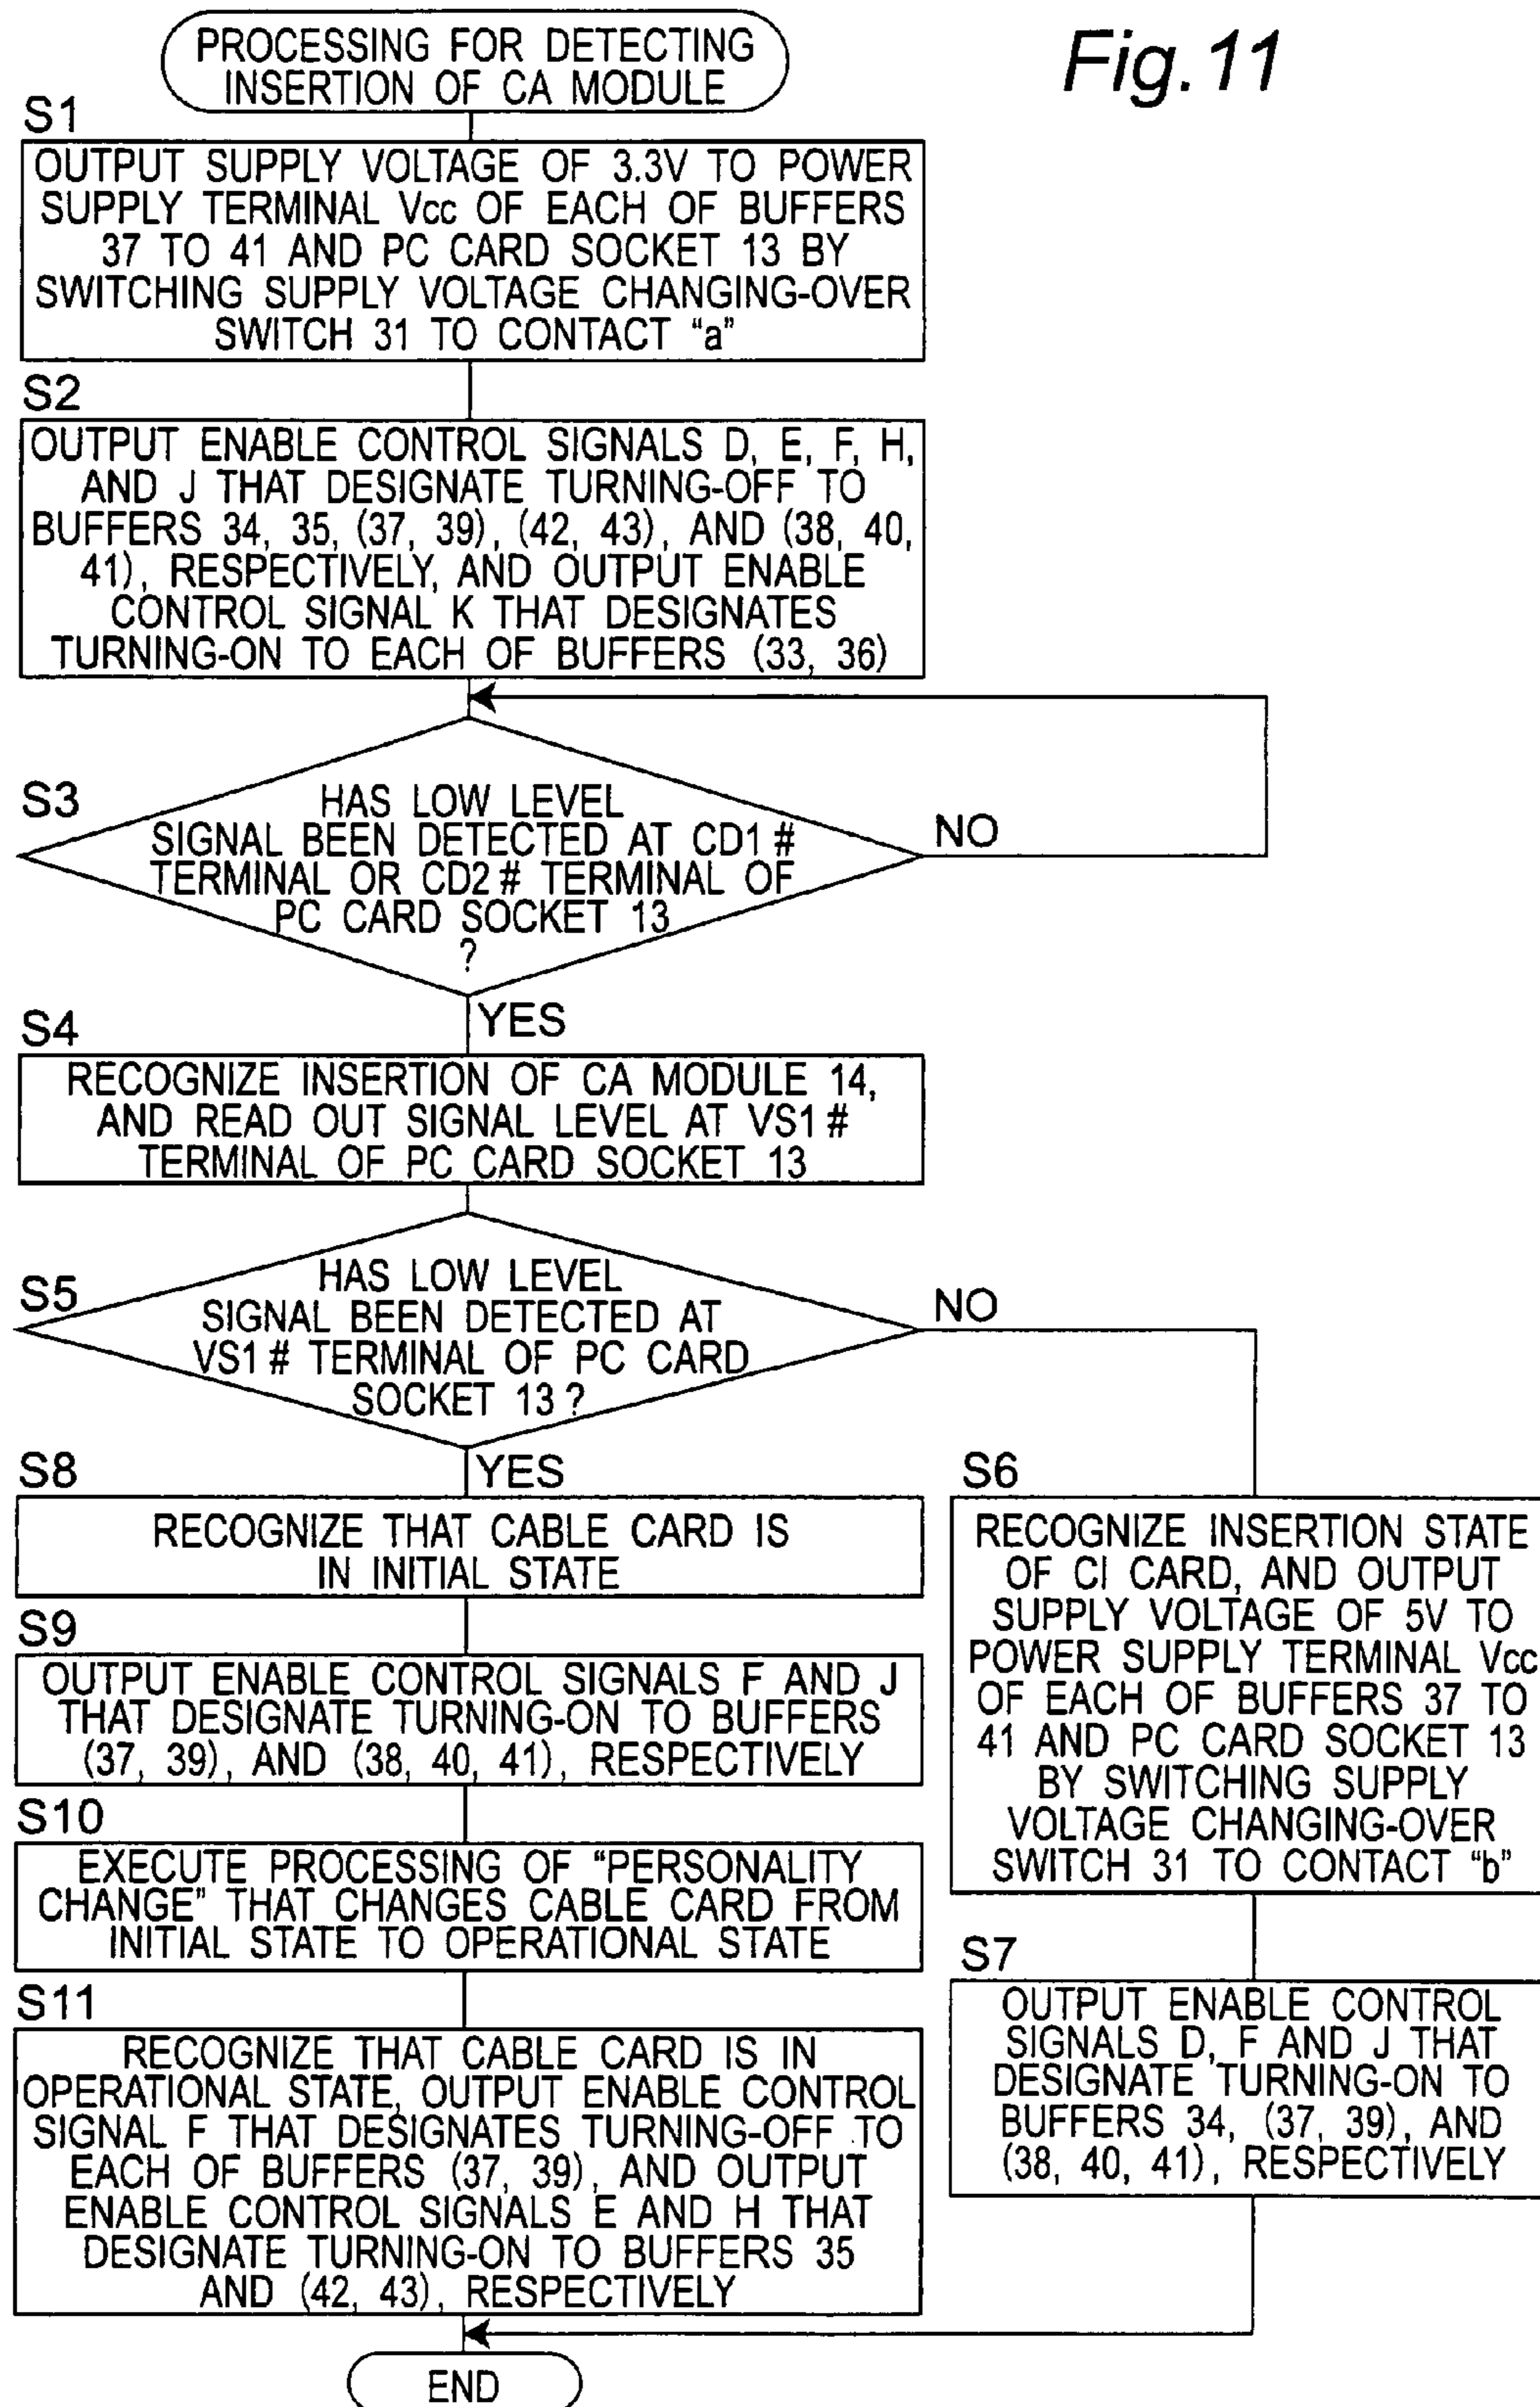 Fig.11
PROCESSING FOR DETECTING
INSERTION OF CA MODULE
S1
OUTPUT SUPPLY VOLTAGE OF 3.3V TO POWER
SUPPLY TERMINAL Vcc OF EACH OF BUFFERS
37 TO 41 AND PC CARD SOCKET 13 BY
SWITCHING SUPPLY VOLTAGE CHANGING-OVER
SWITCH 31 TO CONTACT “a”
S2
OUTPUT ENABLE CONTROL SIGNALS D, E, F, H,
AND J THAT DESIGNATE TURNING-OFF TO
BUFFERS 34, 35, (37, 39), (42, 43), AND (38, 40,
41), RESPECTIVELY, AND OUTPUT ENABLE
CONTROL SIGNAL K THAT DESIGNATES
TURNING-ON TO EACH OF BUFFERS (33, 36)
S3
HAS LOW LEVEL
SIGNAL BEEN DETECTED AT CD1#
TERMINAL OR CD2# TERMINAL OF
PC CARD SOCKET 13
?
NO
YES
S4
RECOGNIZE INSERTION OF CA MODULE 14,
AND READ OUT SIGNAL LEVEL AT VS1#
TERMINAL OF PC CARD SOCKET 13
S5
HAS LOW LEVEL
SIGNAL BEEN DETECTED AT
VS1# TERMINAL OF PC CARD
SOCKET 13?
NO
YES
S8
RECOGNIZE THAT CABLE CARD IS
IN INITIAL STATE
S9
OUTPUT ENABLE CONTROL SIGNALS F AND J
THAT DESIGNATE TURNING-ON TO BUFFERS
(37, 39), AND (38, 40, 41), RESPECTIVELY
S10
EXECUTE PROCESSING OF “PERSONALITY
CHANGE” THAT CHANGES CABLE CARD FROM
INITIAL STATE TO OPERATIONAL STATE
S11
RECOGNIZE THAT CABLE CARD IS IN
OPERATIONAL STATE, OUTPUT ENABLE CONTROL
SIGNAL F THAT DESIGNATES TURNING-OFF TO
EACH OF BUFFERS (37, 39), AND OUTPUT
ENABLE CONTROL SIGNALS E AND H THAT
DESIGNATE TURNING-ON TO BUFFERS 35
AND (42, 43), RESPECTIVELY
S6
RECOGNIZE INSERTION STATE
OF CI CARD, AND OUTPUT
SUPPLY VOLTAGE OF 5V TO
POWER SUPPLY TERMINAL Vcc
OF EACH OF BUFFERS 37 TO
41 AND PC CARD SOCKET 13
BY SWITCHING SUPPLY
VOLTAGE CHANGING-OVER
SWITCH 31 TO CONTACT “b”
S7
OUTPUT ENABLE CONTROL
SIGNALS D, F AND J THAT
DESIGNATE TURNING-ON TO
BUFFERS 34, (37, 39), AND
(38, 40, 41), RESPECTIVELY
END